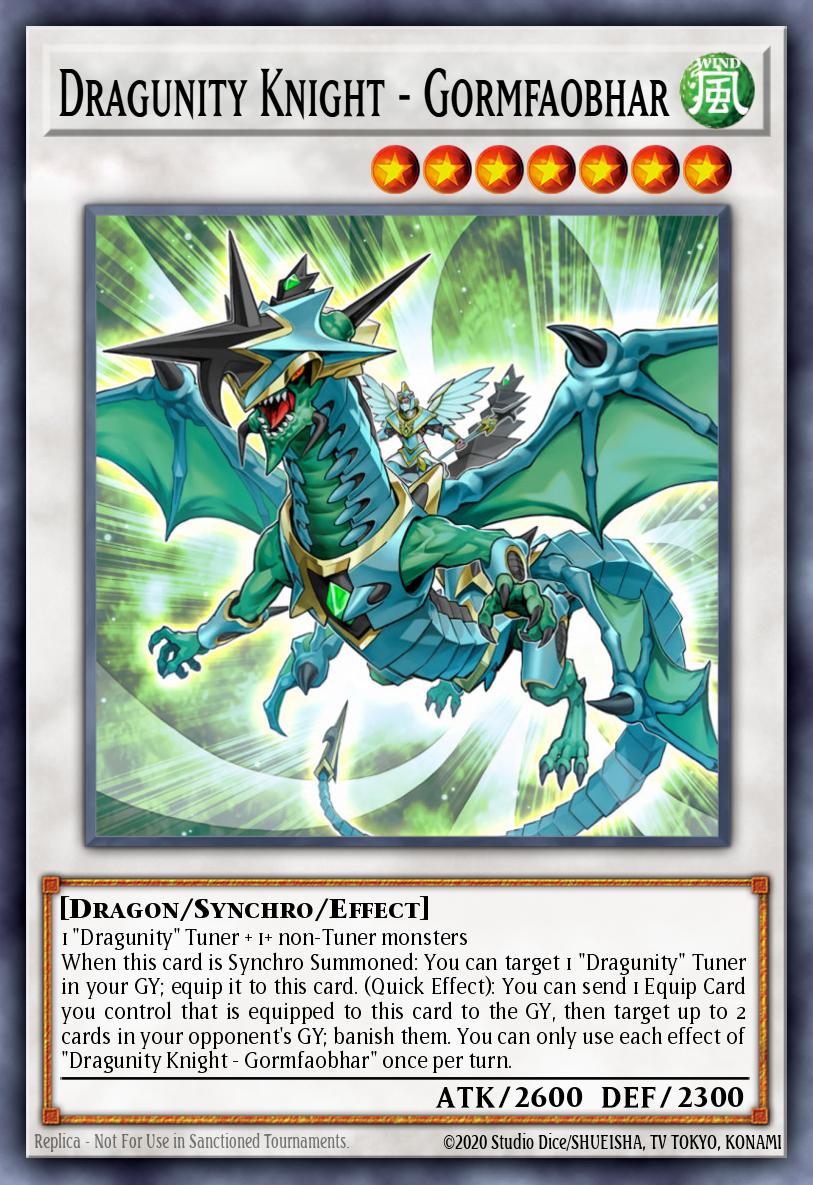 Dragunity Knight - Gormfaobhar
WIND
風
[Dragon/Synchro/Effect]
1 "Dragunity" Tuner + 1+ non-Tuner monsters
When this card is Synchro Summoned: You can target 1 "Dragunity" Tuner
in your GY; equip it to this card. (Quick Effect): You can send 1 Equip Card
you control that is equipped to this card to the GY, then target up to 2
cards in your opponent's GY; banish them. You can only use each effect of
"Dragunity Knight - Gormfaobhar" once per turn.
ATK/2600 DEF/2300
Replica - Not For Use in Sanctioned Tournaments.
©2020 Studio Dice/SHUEISHA, TV TOKYO, KONAMI